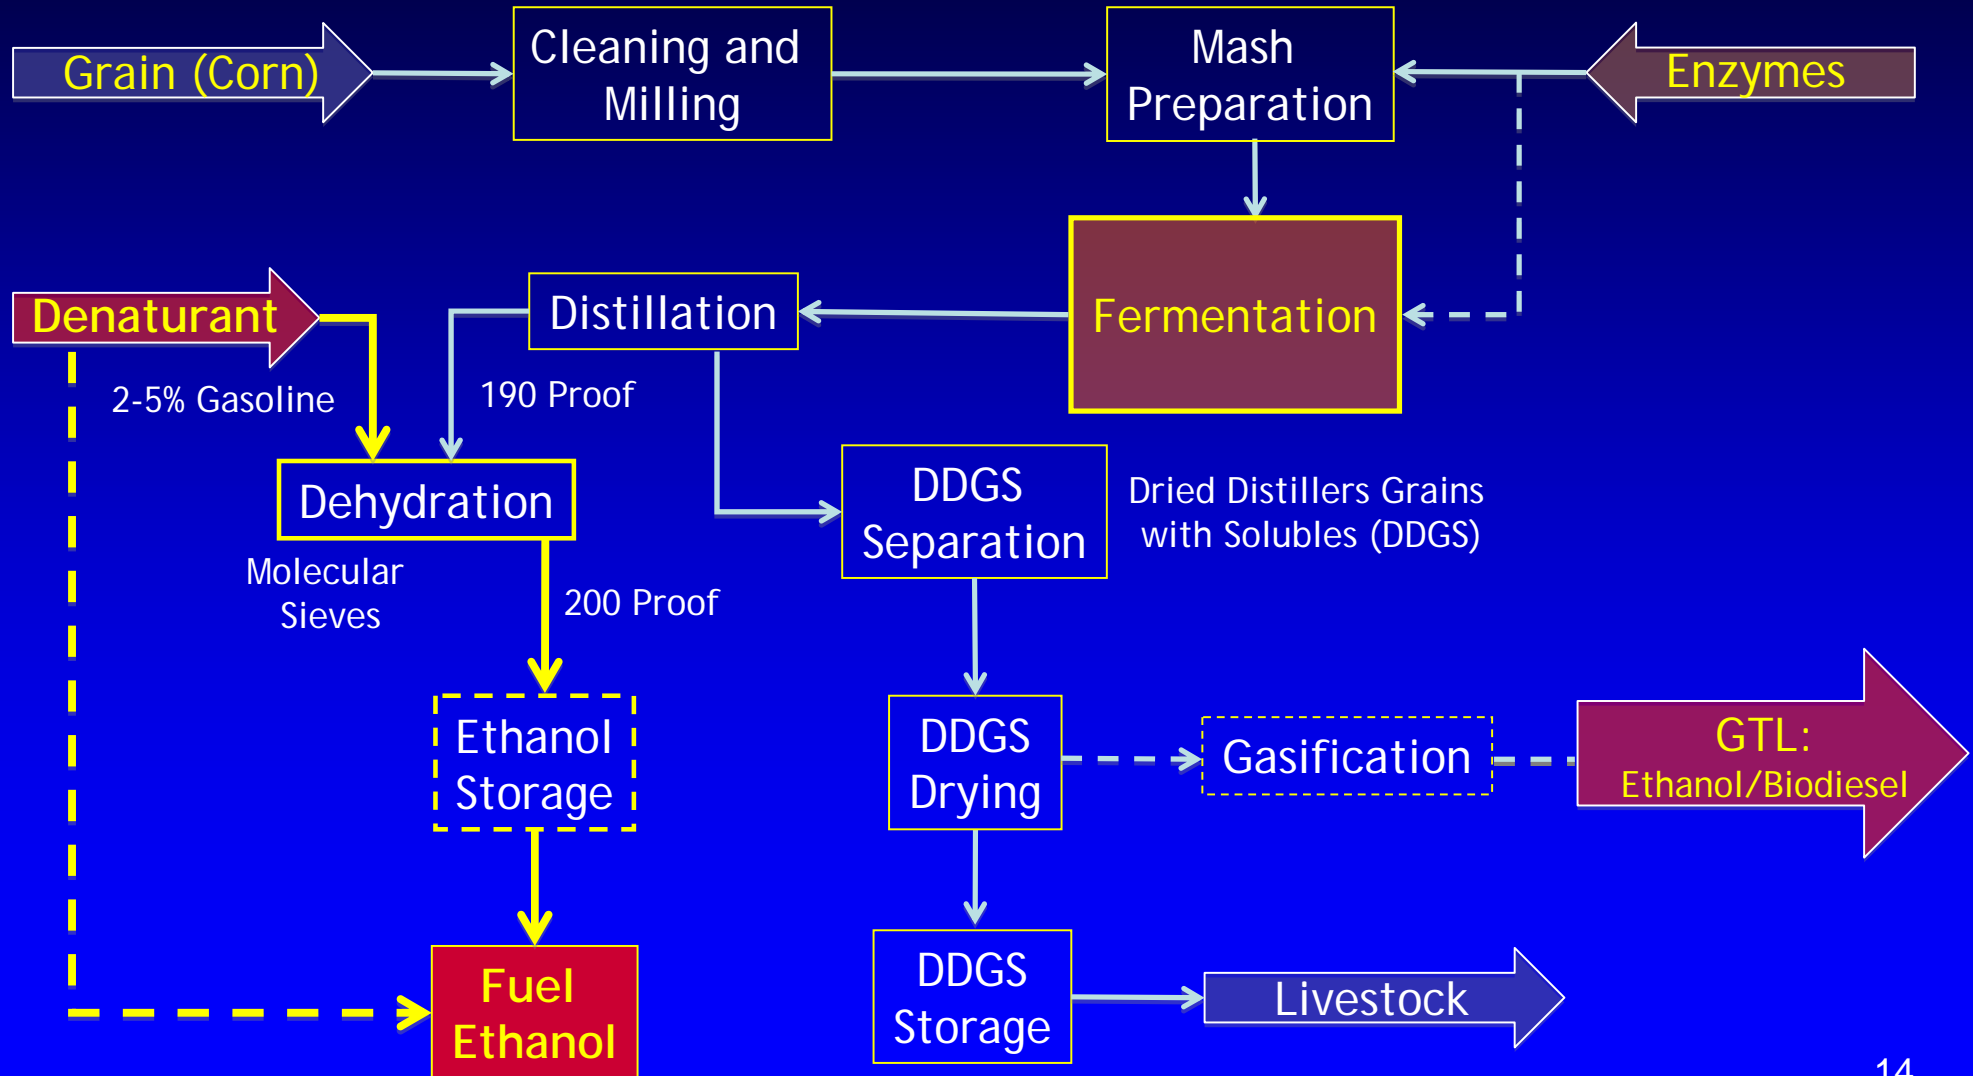 Grain (Corn)
Cleaning and
Milling
Mash
Preparation
Enzymes
Denaturant
Distillation
Fermentation
2-5% Gasoline
190 Proof
Dehydration
DDGS
Separation
Dried Distillers Grains
with Solubles (DDGS)
Molecular
Sieves
200 Proof
Ethanol
Storage
DDGS
Drying
Gasification
GTL:
Ethanol/Biodiesel
Fuel
Ethanol
DDGS
Storage
Livestock
14